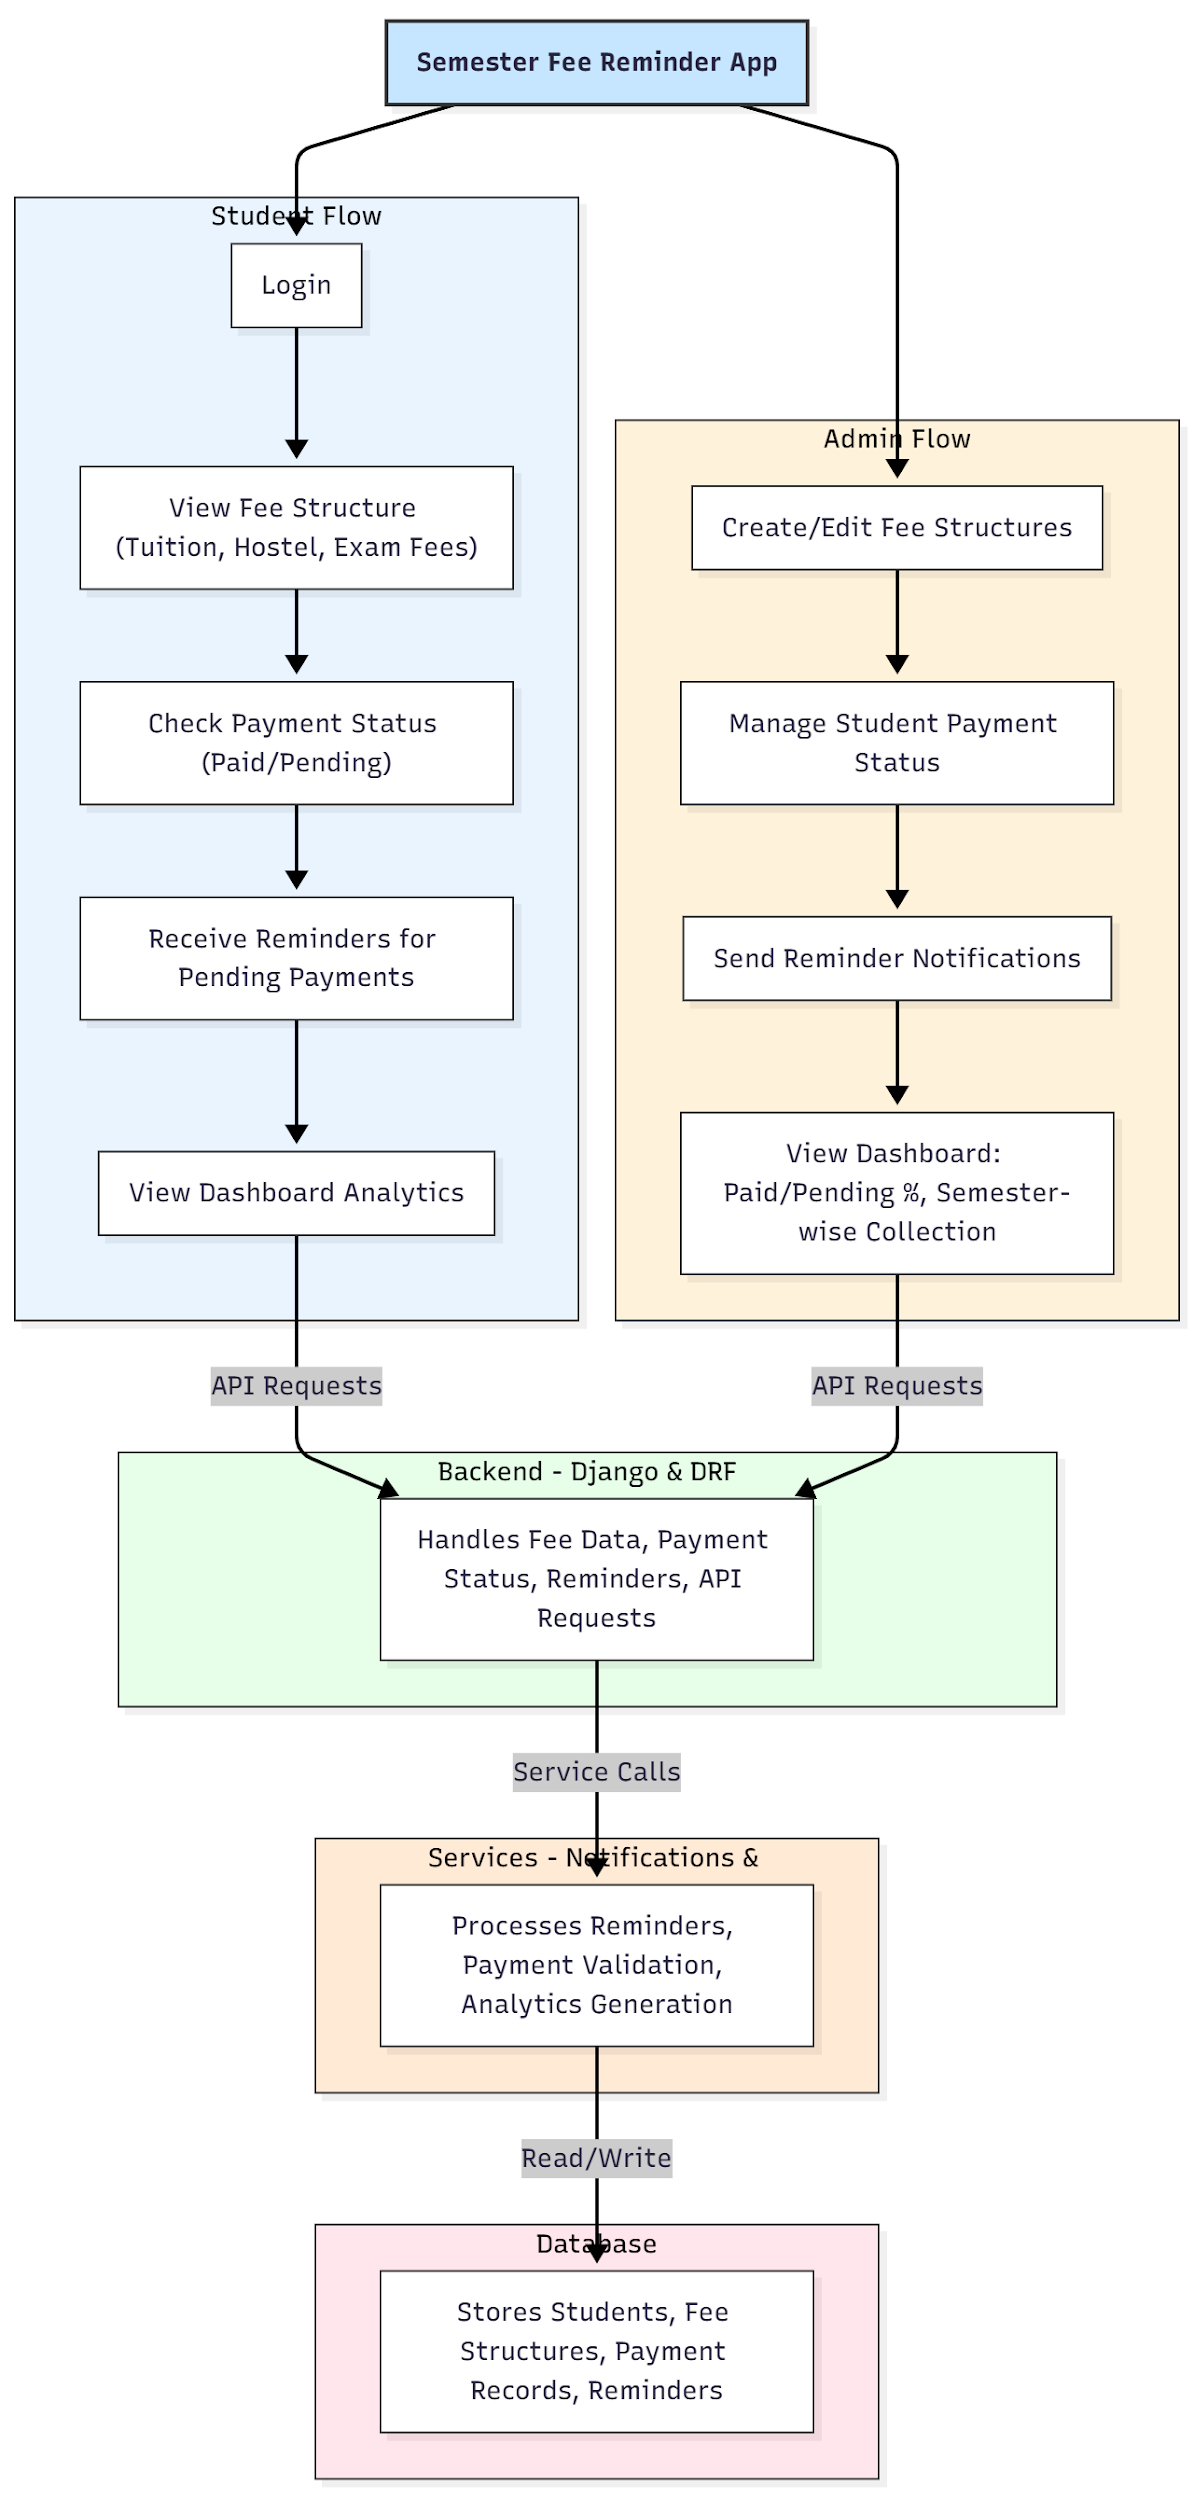 Semester Fee Reminder App
Student Flow
Login
View Fee Structure
(Tuition, Hostel, Exam Fees)
Check Payment Status
(Paid/Pending)
Receive Reminders for
Pending Payments
View Dashboard Analytics
Admin Flow
Create/Edit Fee Structures
Manage Student Payment
Status
Send Reminder Notifications
View Dashboard:
Paid/Pending %, Semester-
wise Collection
API Requests
API Requests
Backend - Django & DRF
Handles Fee Data, Payment
Status, Reminders, API
Requests
Service Calls
Services - Notifications &
Processes Reminders,
Payment Validation,
Analytics Generation
Read/Write
Database
Stores Students, Fee
Structures, Payment
Records, Reminders